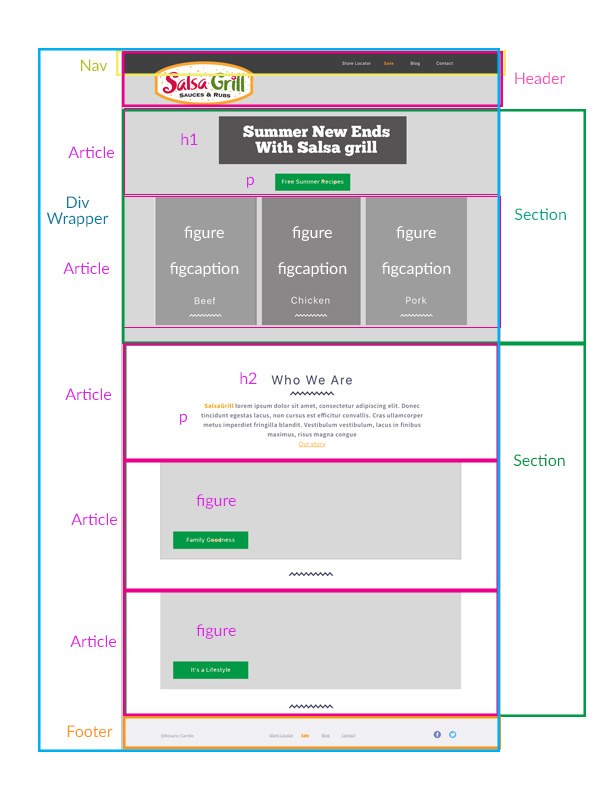 Nav
Store Locator Sale Blog Contact
Salsa Grill
SAUCES & RUBS
Header
Summer New Ends
With Salsa grill
h1
Article
p
Free Summer Recipes
Div
Wrapper
Section
figure figure figure
Article
figcaption figcaption figcaption
Beef Chicken Pork
h2 Who We Are
Article
SalsaGrill lorem ipsum dolor sit amet, consectetur adipiscing elit. Donec
p
tincidunt egestas lacus, non cursus est efficitur convallis. Cras ullamcorper
metus imperdiet fringilla blandit. Vestibulum vestibulum, lacus in finibus
maximus, risus magna congue
Our story
Section
figure
Article
Family Goodness
figure
Article
It's a Lifestyle
Footer
Store Locator Sale Blog Contact